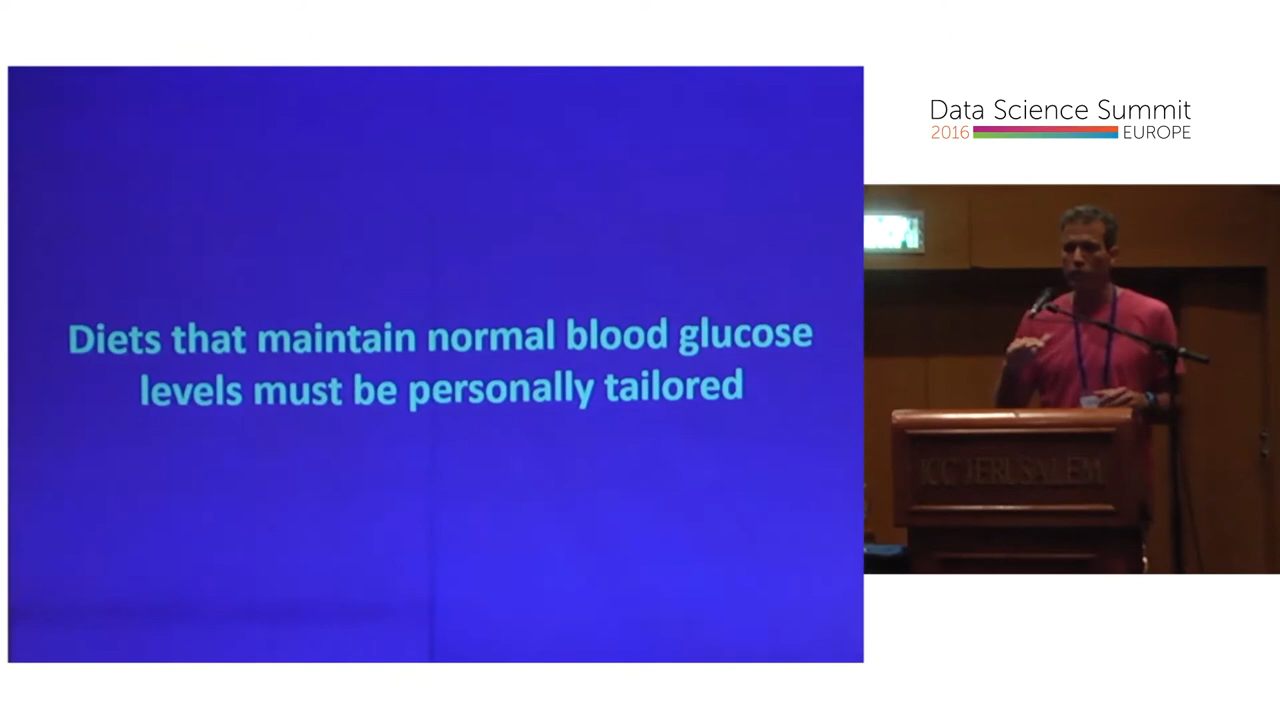 Diets that maintain normal blood glucose
levels must be personally tailored
Data Science Summit
2016 EUROPE
ICC JERUSALEM